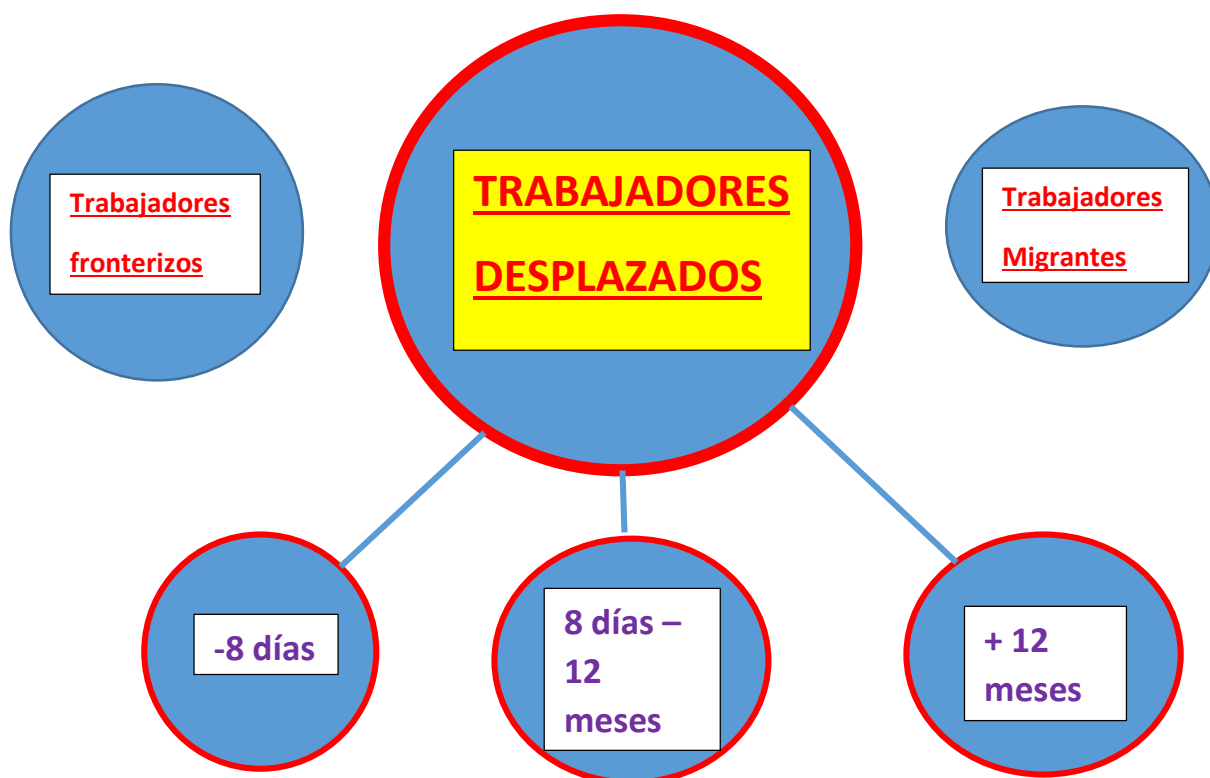 Trabajadores
fronterizos
TRABAJADORES
DESPLAZADOS
Trabajadores
Migrantes
-8 días
8 días –
12
meses
+ 12
meses